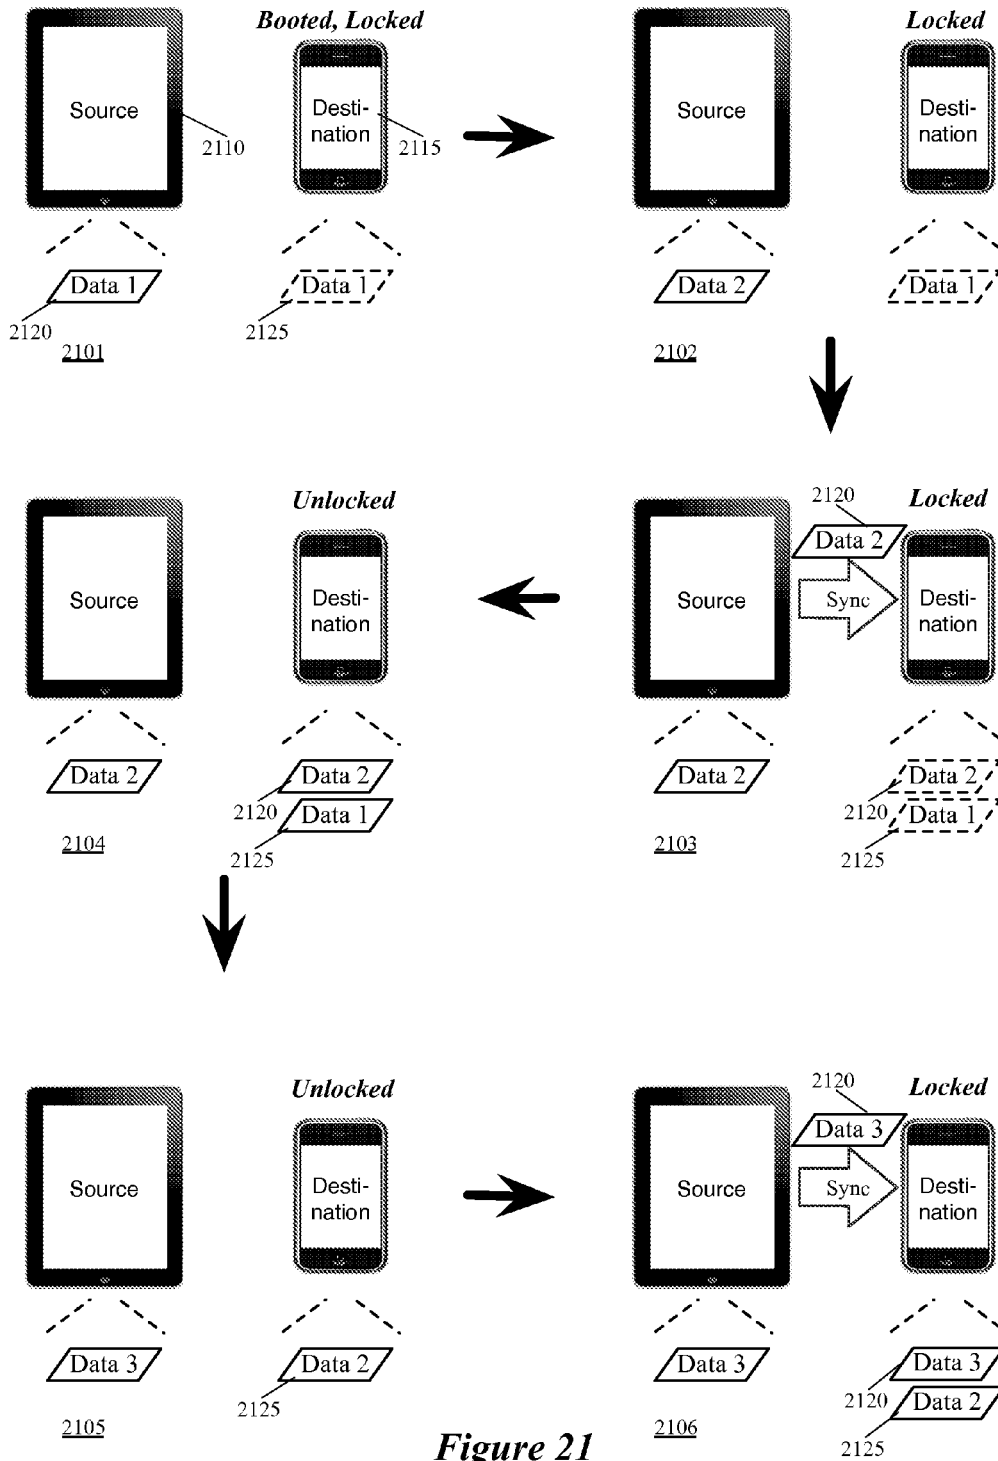 Booted, Locked
Source
Desti-
nation
2110
2115
Data 1
Data 1
2120
2125
2101
Locked
Source
Desti-
nation
Data 2
Data 1
2102
2120
Locked
Data 2
Source
Sync
Desti-
nation
Data 2
Data 2
2120
Data 1
2103
2125
Unlocked
Source
Desti-
nation
Data 2
Data 2
2120
Data 1
2104
2125
Unlocked
Source
Desti-
nation
Data 3
Data 2
2125
2105
2120
Locked
Data 3
Source
Sync
Desti-
nation
Data 3
Data 3
2120
Data 2
2106
2125
Figure 21